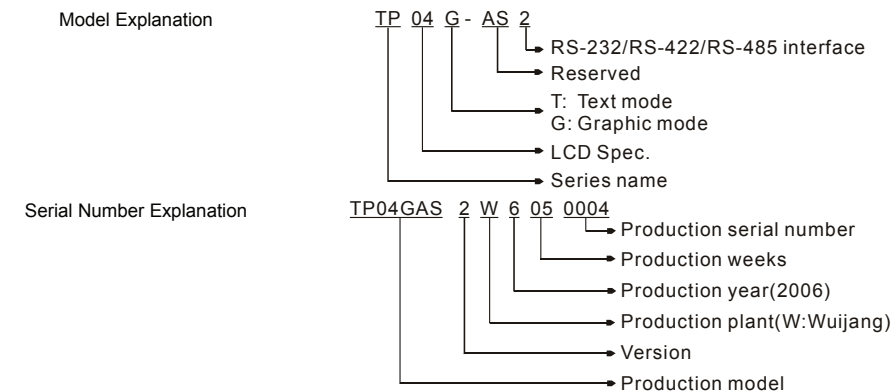 Model Explanation
TP 04 G - AS 2
RS-232/RS-422/RS-485 interface
Reserved
T: Text mode
G: Graphic mode
LCD Spec.
Series name
Serial Number Explanation
TP04GAS 2 W 6 05 0004
Production serial number
Production weeks
Production year(2006)
Production plant(W:Wuijang)
Version
Production model